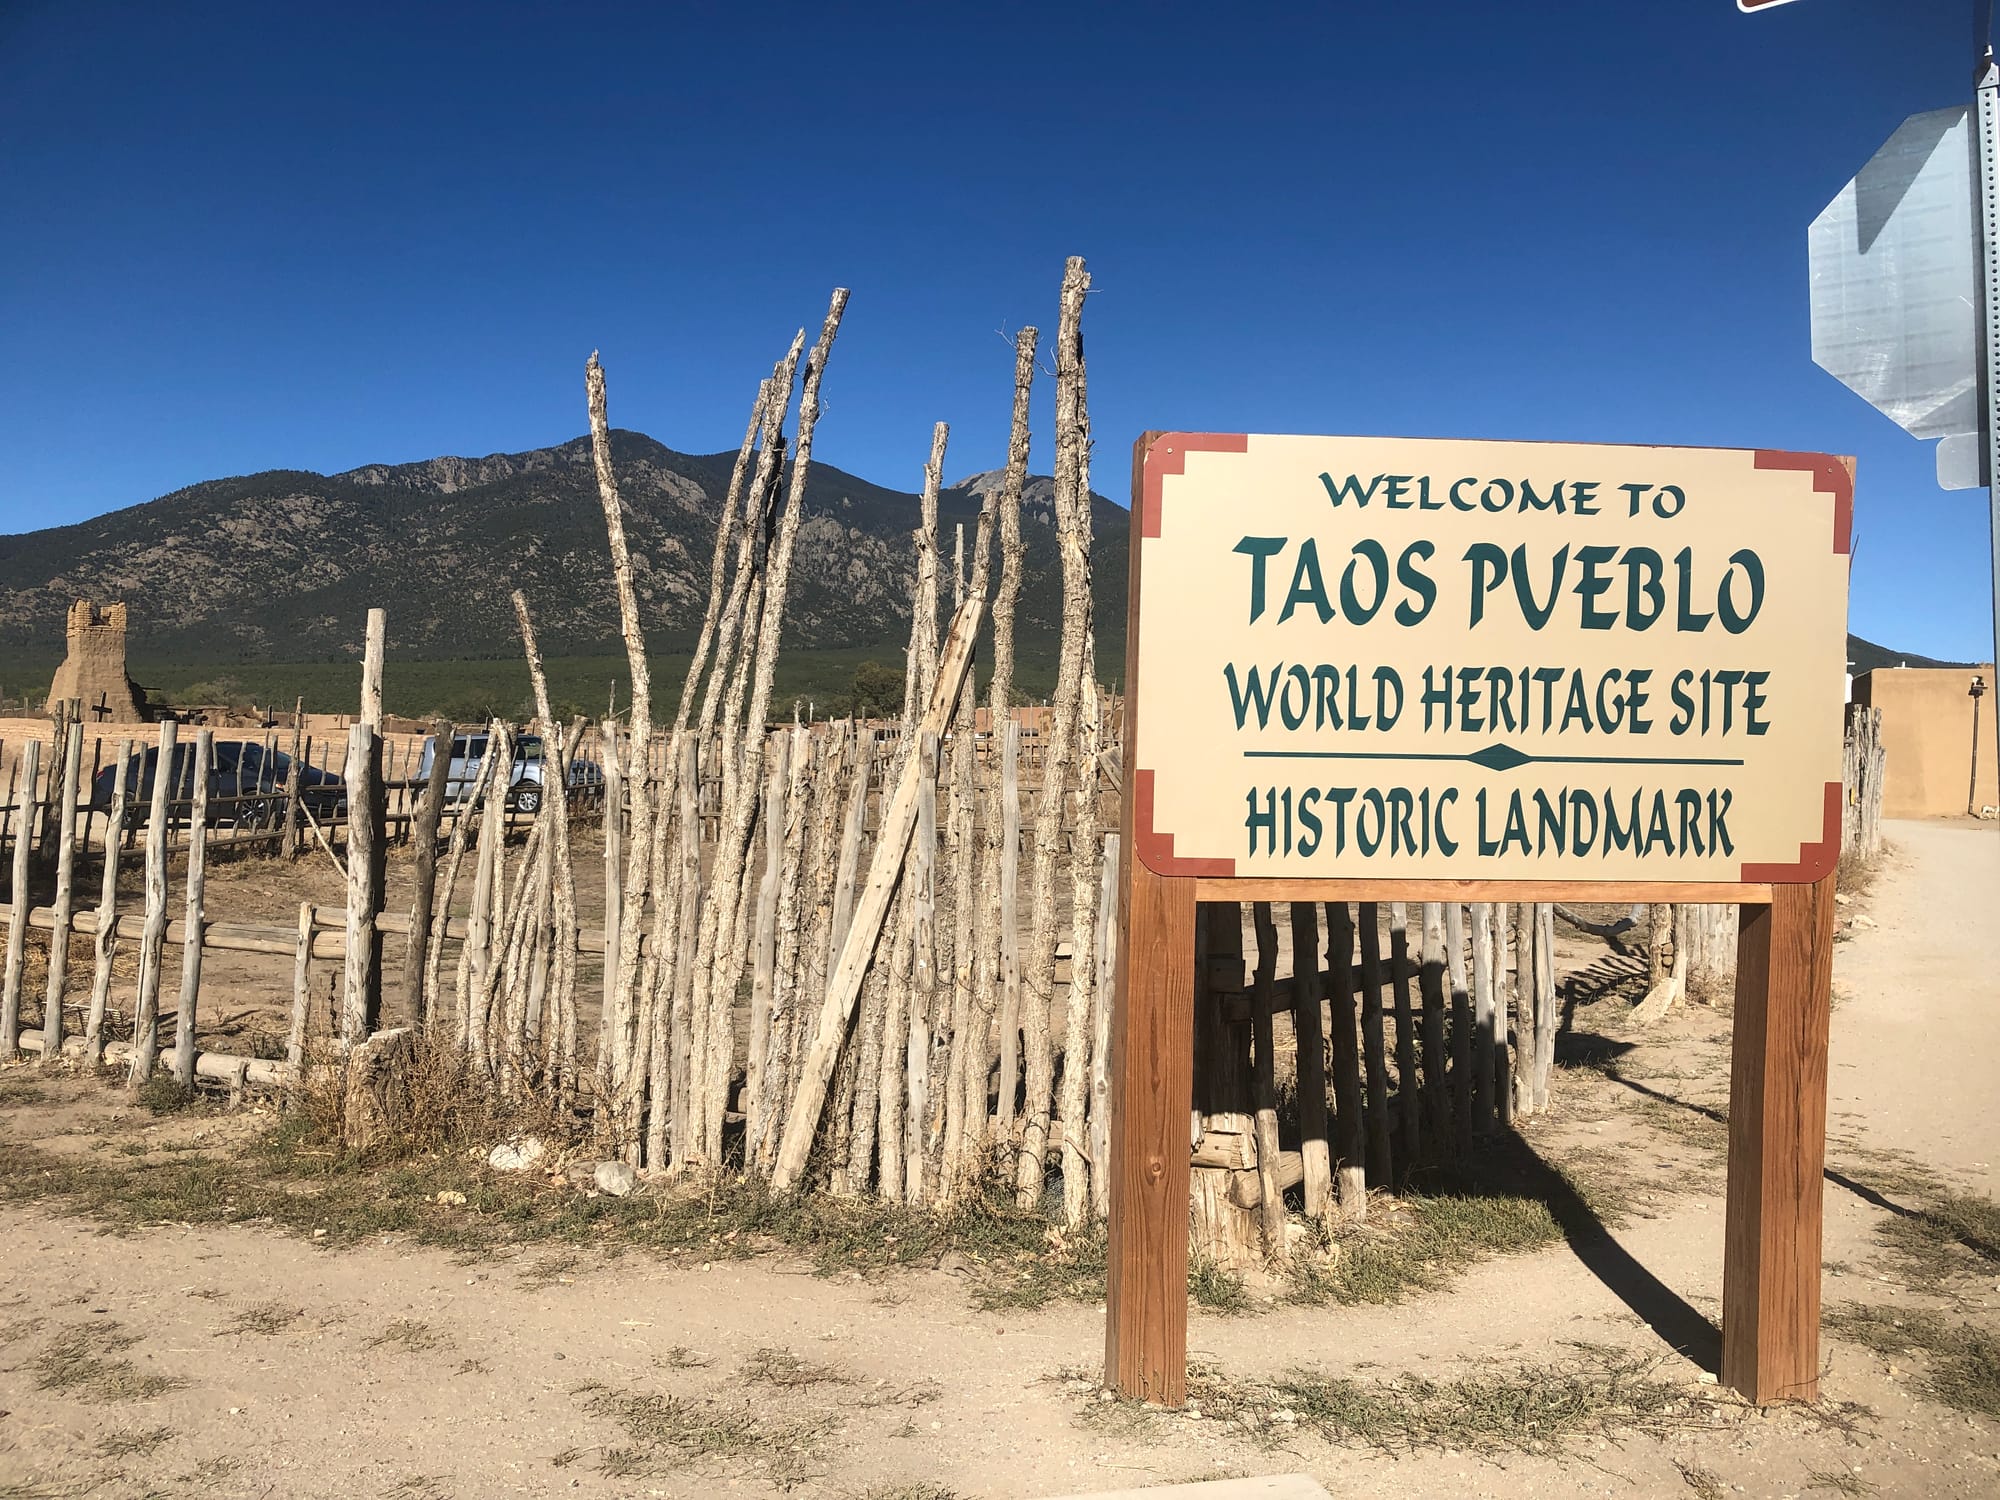 WELCOME TO
TAOS PUEBLO
WORLD HERITAGE SITE
HISTORIC LANDMARK